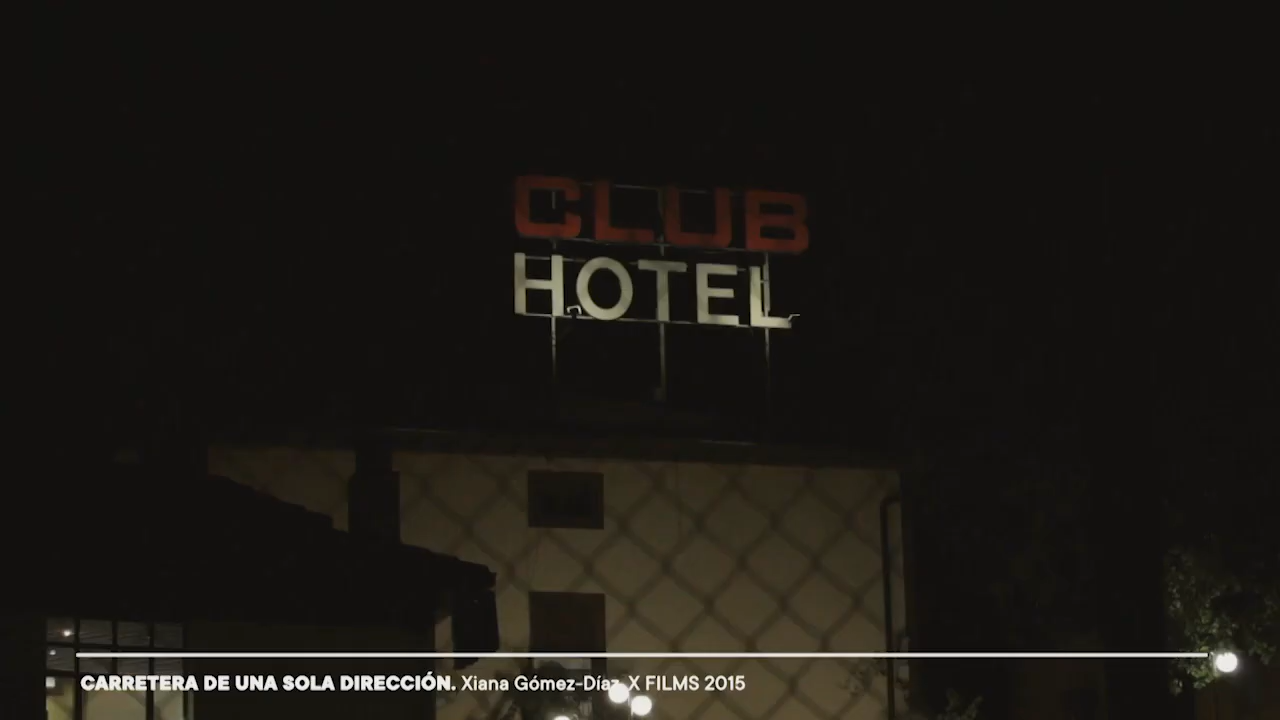 CLUB
HOTEL
CARRETERA DE UNA SOLA DIRECCIÓN. Xiana Gómez-Díaz, X FILMS 2015